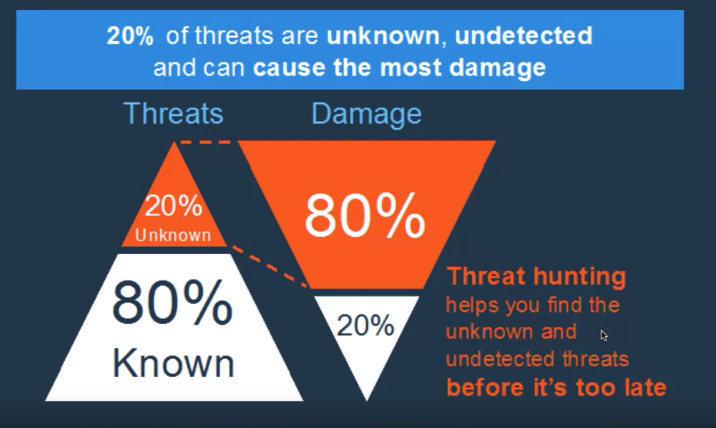 20% of threats are unknown, undetected
and can cause the most damage
Threats
Damage
20%
Unknown
80%
80%
Known
20%
Threat hunting
helps you find the
unknown and
undetected threats
before it's too late